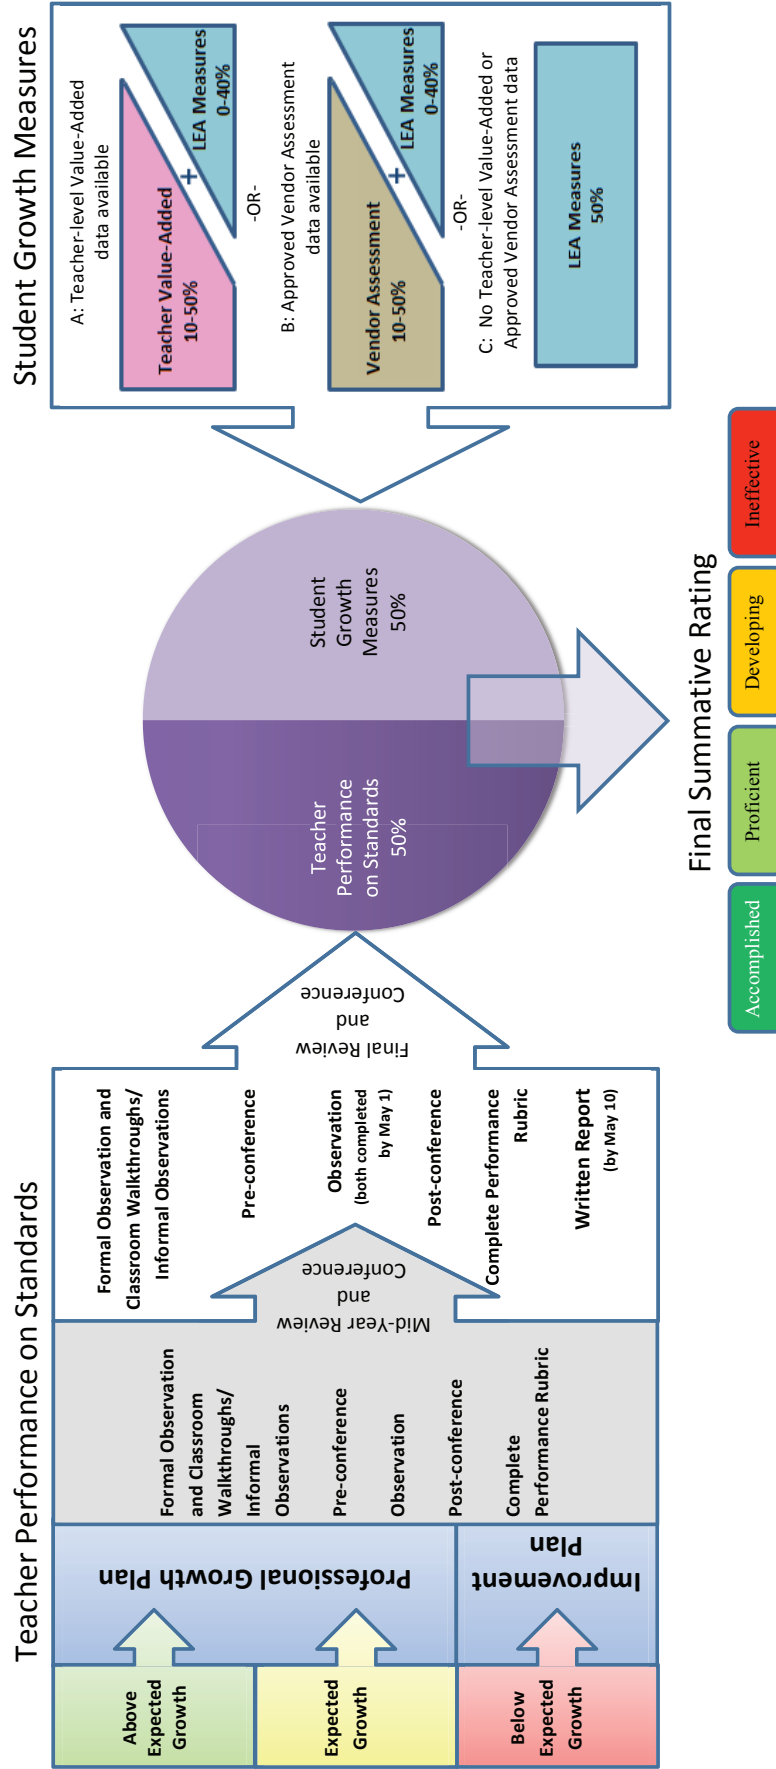 Teacher Performance on Standards
Above
Expected
Growth
Expected
Growth
Below
Expected
Growth
Professional Growth Plan
Improvement
Plan
Formal Observation
and Classroom
Walkthroughs/
Informal
Observations
Pre-conference
Observation
Post-conference
Complete
Performance Rubric
Mid-Year Review
and
Conference
Formal Observation and
Classroom Walkthroughs/
Informal Observations
Pre-conference
Observation
(both completed
by May 1)
Post-conference
Complete Performance
Rubric
Written Report
(by May 10)
Final Review
and
Conference
Teacher
Performance
on Standards
50%
Student
Growth
Measures
50%
Student Growth Measures
A: Teacher-level Value-Added
data available
Teacher Value-Added
10-50%
+
LEA Measures
0-40%
-OR-
B: Approved Vendor Assessment
data available
Vendor Assessment
10-50%
+
LEA Measures
0-40%
-OR-
C: No Teacher-level Value-Added or
Approved Vendor Assessment data
LEA Measures
50%
Final Summative Rating
Accomplished
Proficient
Developing
Ineffective